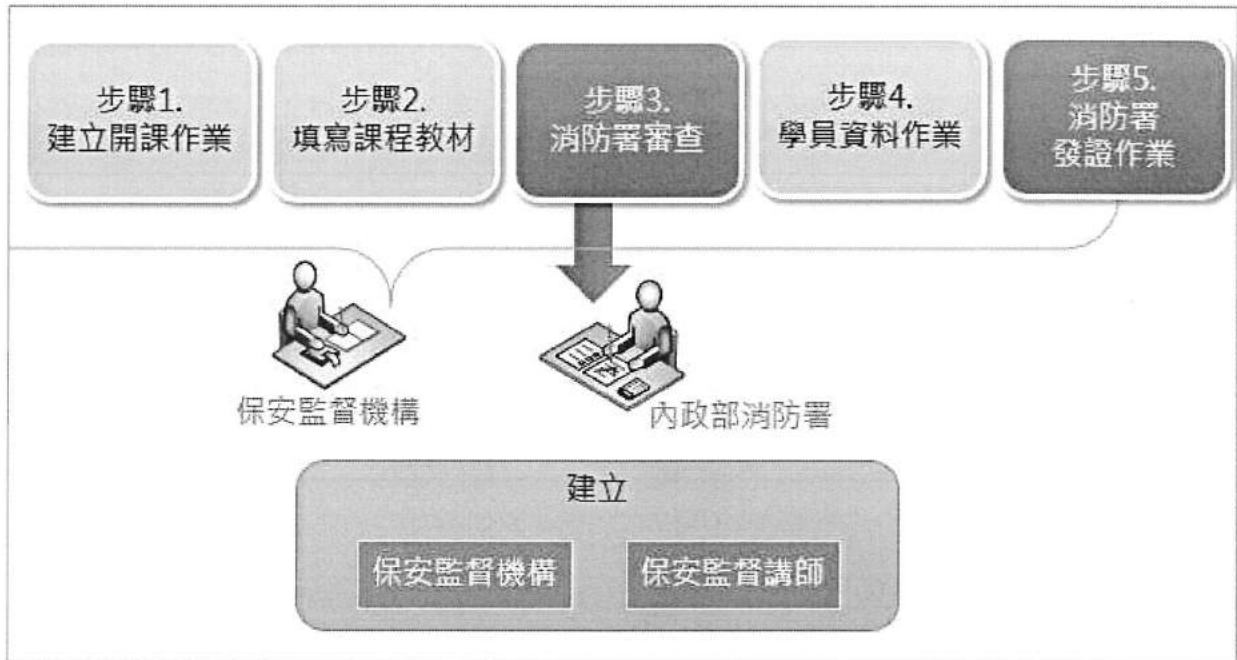 步驟1.
建立開課作業
步驟2.
填寫課程教材
步驟3.
消防署審查
步驟4.
學員資料作業
步驟5.
消防署
發證作業
保安監督機構
內政部消防署
建立
保安監督機構
保安監督講師